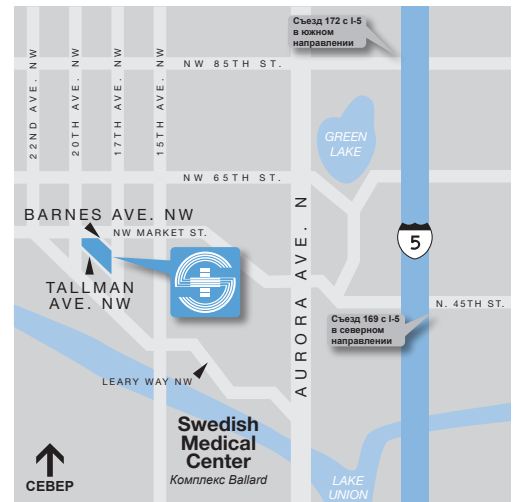 Съезд 172 с I-5
в южном
направлении
NW 85TH ST.
22ND AVE. NW
20TH AVE. NW
17TH AVE. NW
15TH AVE. NW
GREEN
LAKE
NW 65TH ST.
BARNES AVE. NW
NW MARKET ST.
AURORA AVE. N
5
TALLMAN
AVE. NW
N. 45TH ST.
Съезд 169 с I-5
в северном
направлении
LEARY WAY NW
Swedish
Medical
Center
Комплекс Ballard
СЕВЕР
LAKE
UNION